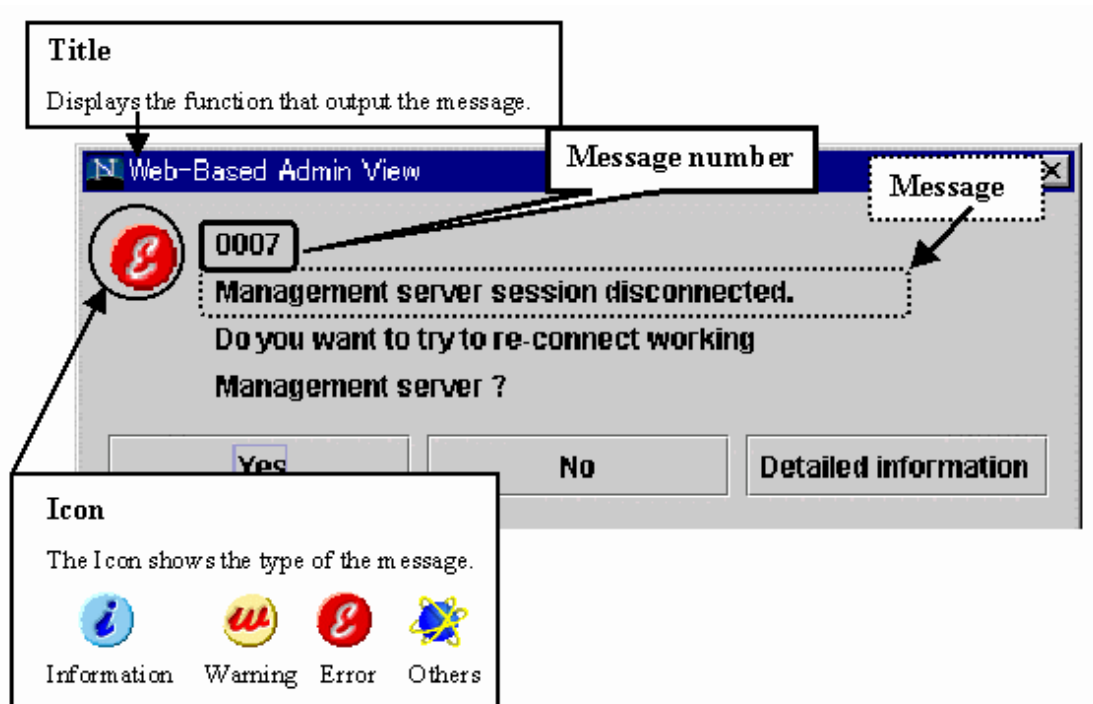 Title
Displays the function that output the message.
Web-Based Admin View
Message number
Message
0007
Management server session disconnected.
Do you want to try to re-connect working
Management server ?
Yes
No
Detailed information
Icon
The Icon shows the type of the message.
Information Warning Error Others